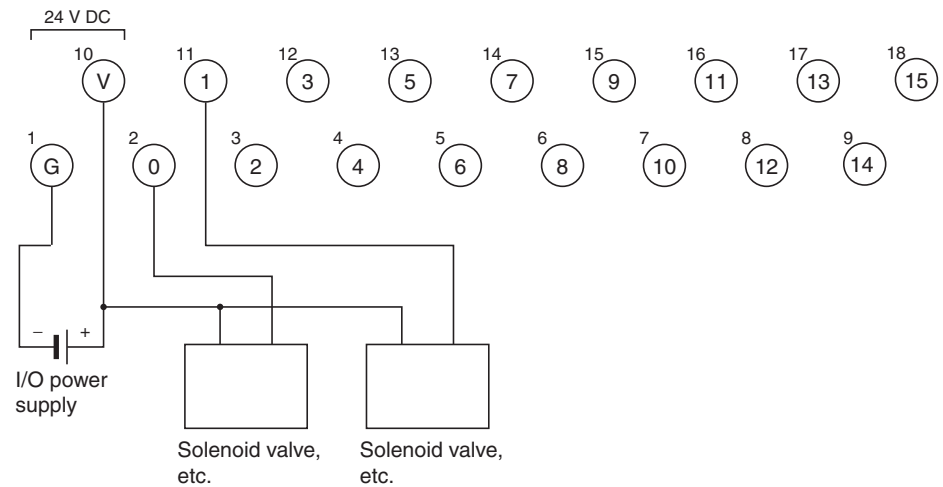 24 V DC
10 11 12 13 14 15 16 17 18
V 1 3 5 7 9 11 13 15
1 2 3 4 5 6 7 8 9
G 0 2 4 6 8 10 12 14
– +
I/O power
supply
Solenoid valve,
etc.
Solenoid valve,
etc.